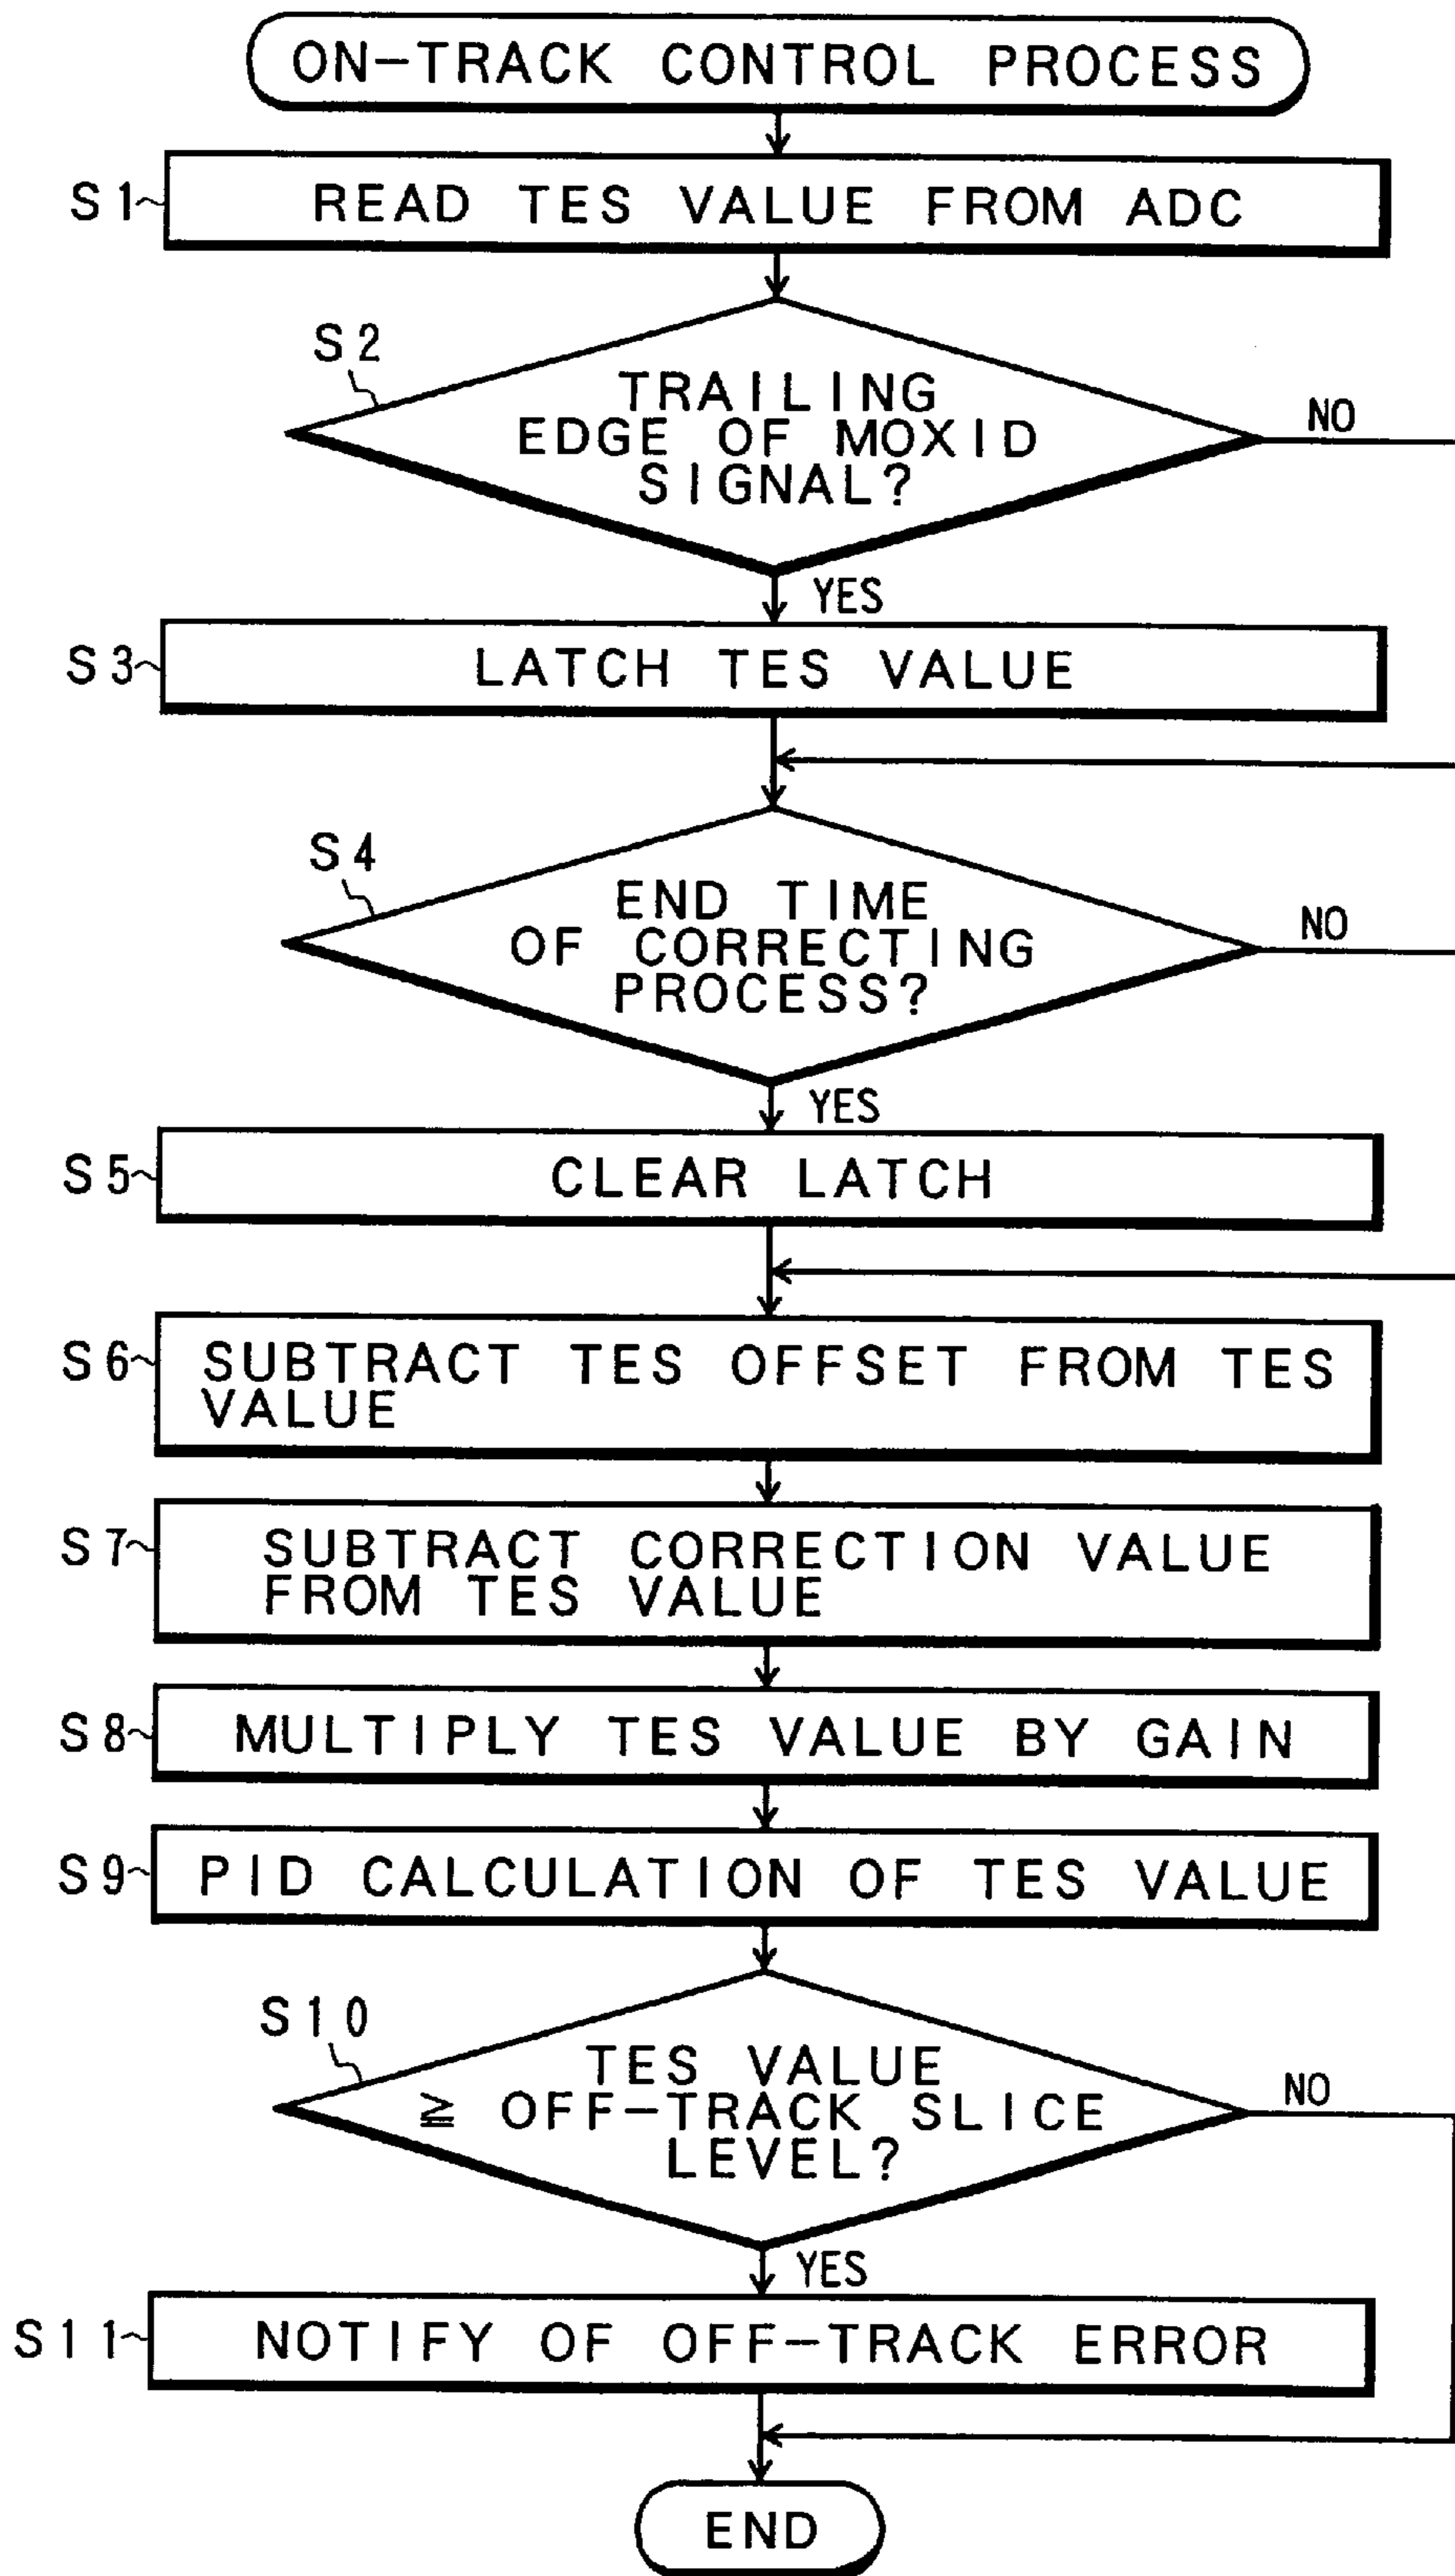 ON-TRACK CONTROL PROCESS
S1
READ TES VALUE FROM ADC
S2
TRAILING
EDGE OF MOXID
SIGNAL?
NO
YES
S3
LATCH TES VALUE
S4
END TIME
OF CORRECTING
PROCESS?
NO
YES
S5
CLEAR LATCH
S6
SUBTRACT TES OFFSET FROM TES
VALUE
S7
SUBTRACT CORRECTION VALUE
FROM TES VALUE
S8
MULTIPLY TES VALUE BY GAIN
S9
PID CALCULATION OF TES VALUE
S10
TES VALUE
≧ OFF-TRACK SLICE
LEVEL?
NO
YES
S11
NOTIFY OF OFF-TRACK ERROR
END